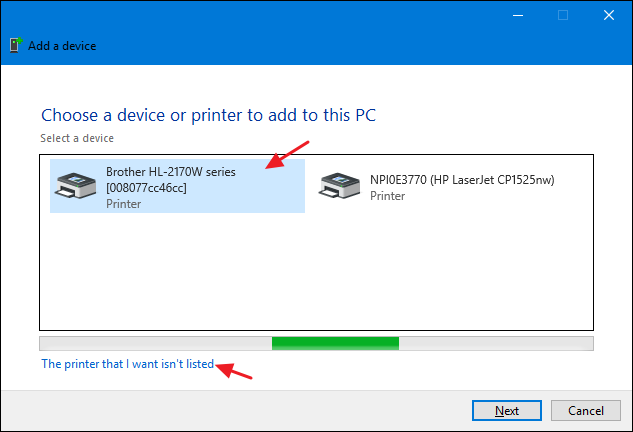 Add a device
Choose a device or printer to add to this PC
Select a device
Brother HL-2170W series
[008077cc46cc]
Printer
NPI0E3770 (HP LaserJet CP1525nw)
Printer
The printer that I want isn't listed
Next
Cancel